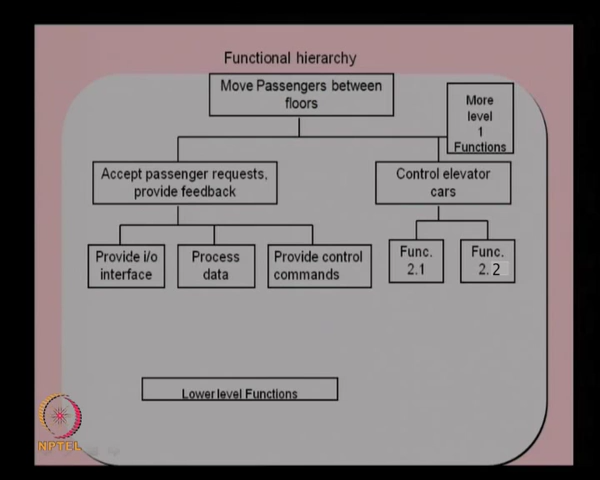 Functional hierarchy
Move Passengers between
floors
More
level
1
Functions
Accept passenger requests,
provide feedback
Control elevator
cars
Provide i/o
interface
Process
data
Provide control
commands
Func.
2.1
Func.
2.2
Lower level Functions
NPTEL